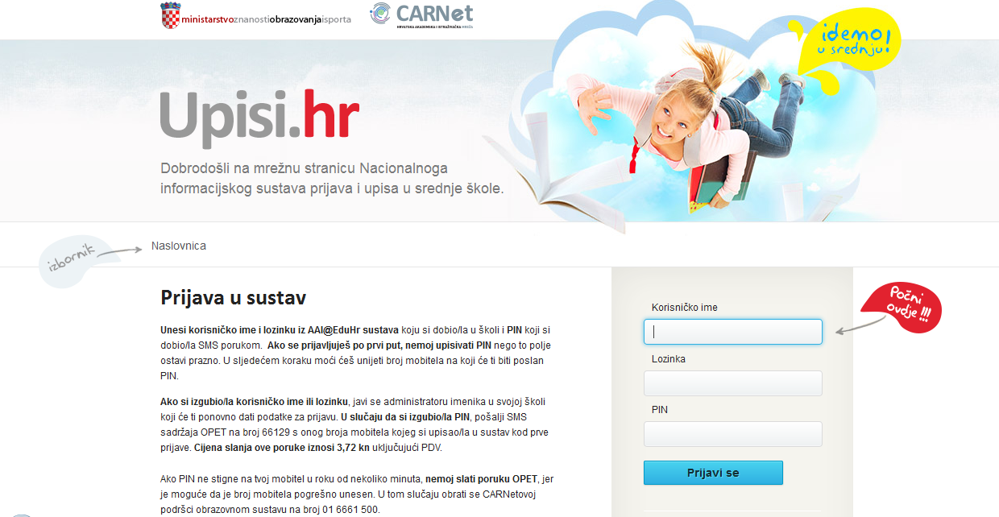 ministarstvoznanostiobrazovanjaisporta
CARNet
HRVATSKA AKADEMSKA I ISTRAŽIVAČKA MREŽA
idemo!
u srednju!
Upisi.hr
Dobrodošli na mrežnu stranicu Nacionalnoga
informacijskog sustava prijava i upisa u srednje škole.
izbornik
Naslovnica
Prijava u sustav
Unesi korisničko ime i lozinku iz AAI@EduHr sustava koju si dobio/la u školi i PIN koji si
dobio/la SMS porukom. Ako se prijavljuješ po prvi put, nemoj upisivati PIN nego to polje
ostavi prazno. U sljedećem koraku moći ćeš unijeti broj mobitela na koji će ti biti poslan
PIN.
Ako si izgubio/la korisničko ime ili lozinku, javi se administratoru imenika u svojoj školi
koji će ti ponovno dati podatke za prijavu. U slučaju da si izgubio/la PIN, pošalji SMS
sadržaja OPET na broj 66129 s onog broja mobitela kojeg si upisao/la u sustav kod prve
prijave. Cijena slanja ove poruke iznosi 3,72 kn uključujući PDV.
Ako PIN ne stigne na tvoj mobitel u roku od nekoliko minuta, nemoj slati poruku OPET, jer
je moguće da je broj mobitela pogrešno unesen. U tom slučaju obrati se CARNetovoj
podršci obrazovnom sustavu na broj 01 6661 500.
Korisničko ime
Počni
ovdje!!!
Lozinka
PIN
Prijavi se